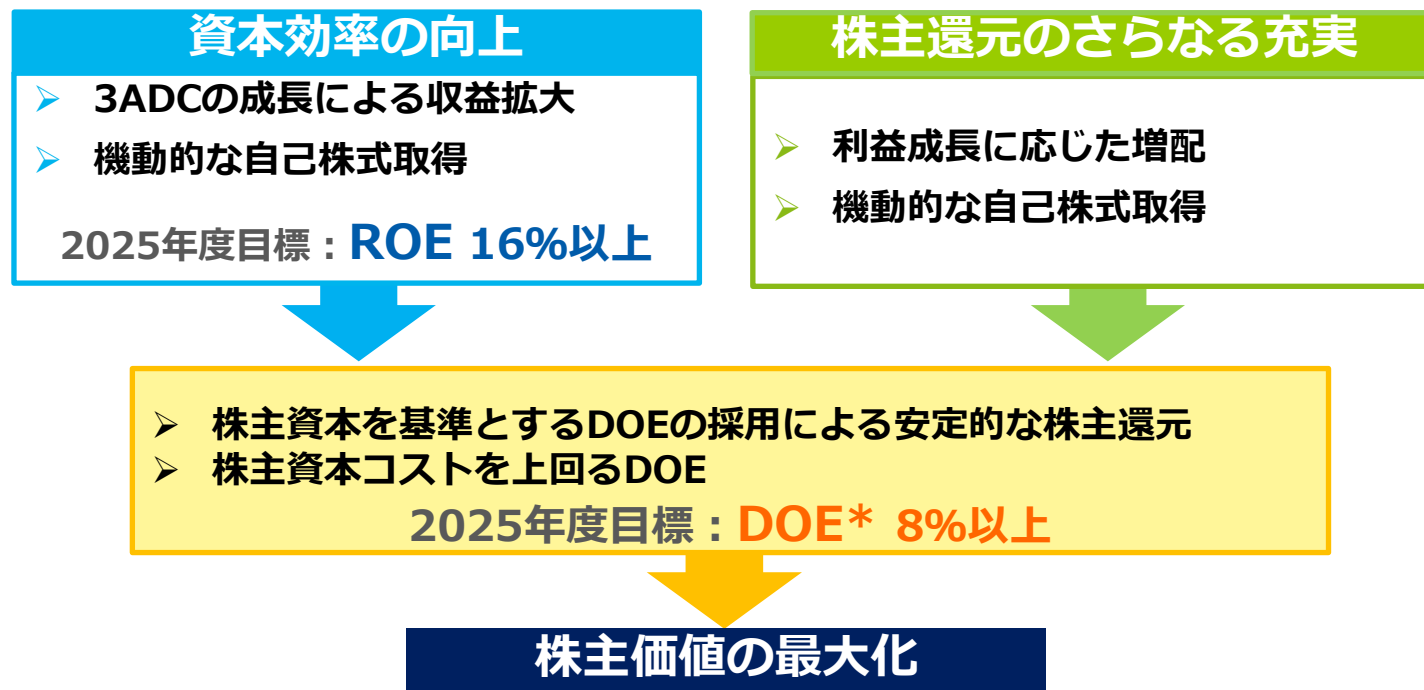 資本効率の向上
➢ 3ADCの成長による収益拡大
➢ 機動的な自己株式取得
2025年度目標：ROE 16%以上
株主還元のさらなる充実
➢ 利益成長に応じた増配
➢ 機動的な自己株式取得
➢ 株主資本を基準とするDOEの採用による安定的な株主還元
➢ 株主資本コストを上回るDOE
2025年度目標：DOE* 8%以上
株主価値の最大化